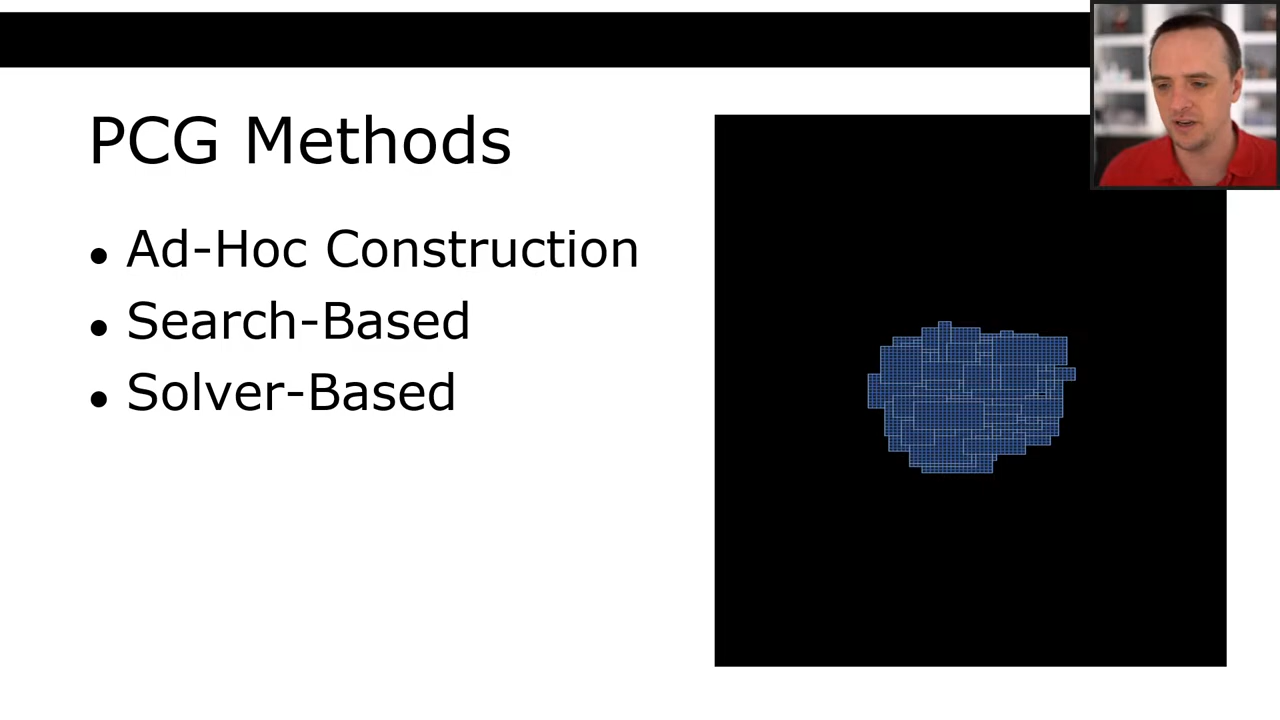 PCG Methods
• Ad-Hoc Construction
• Search-Based
• Solver-Based